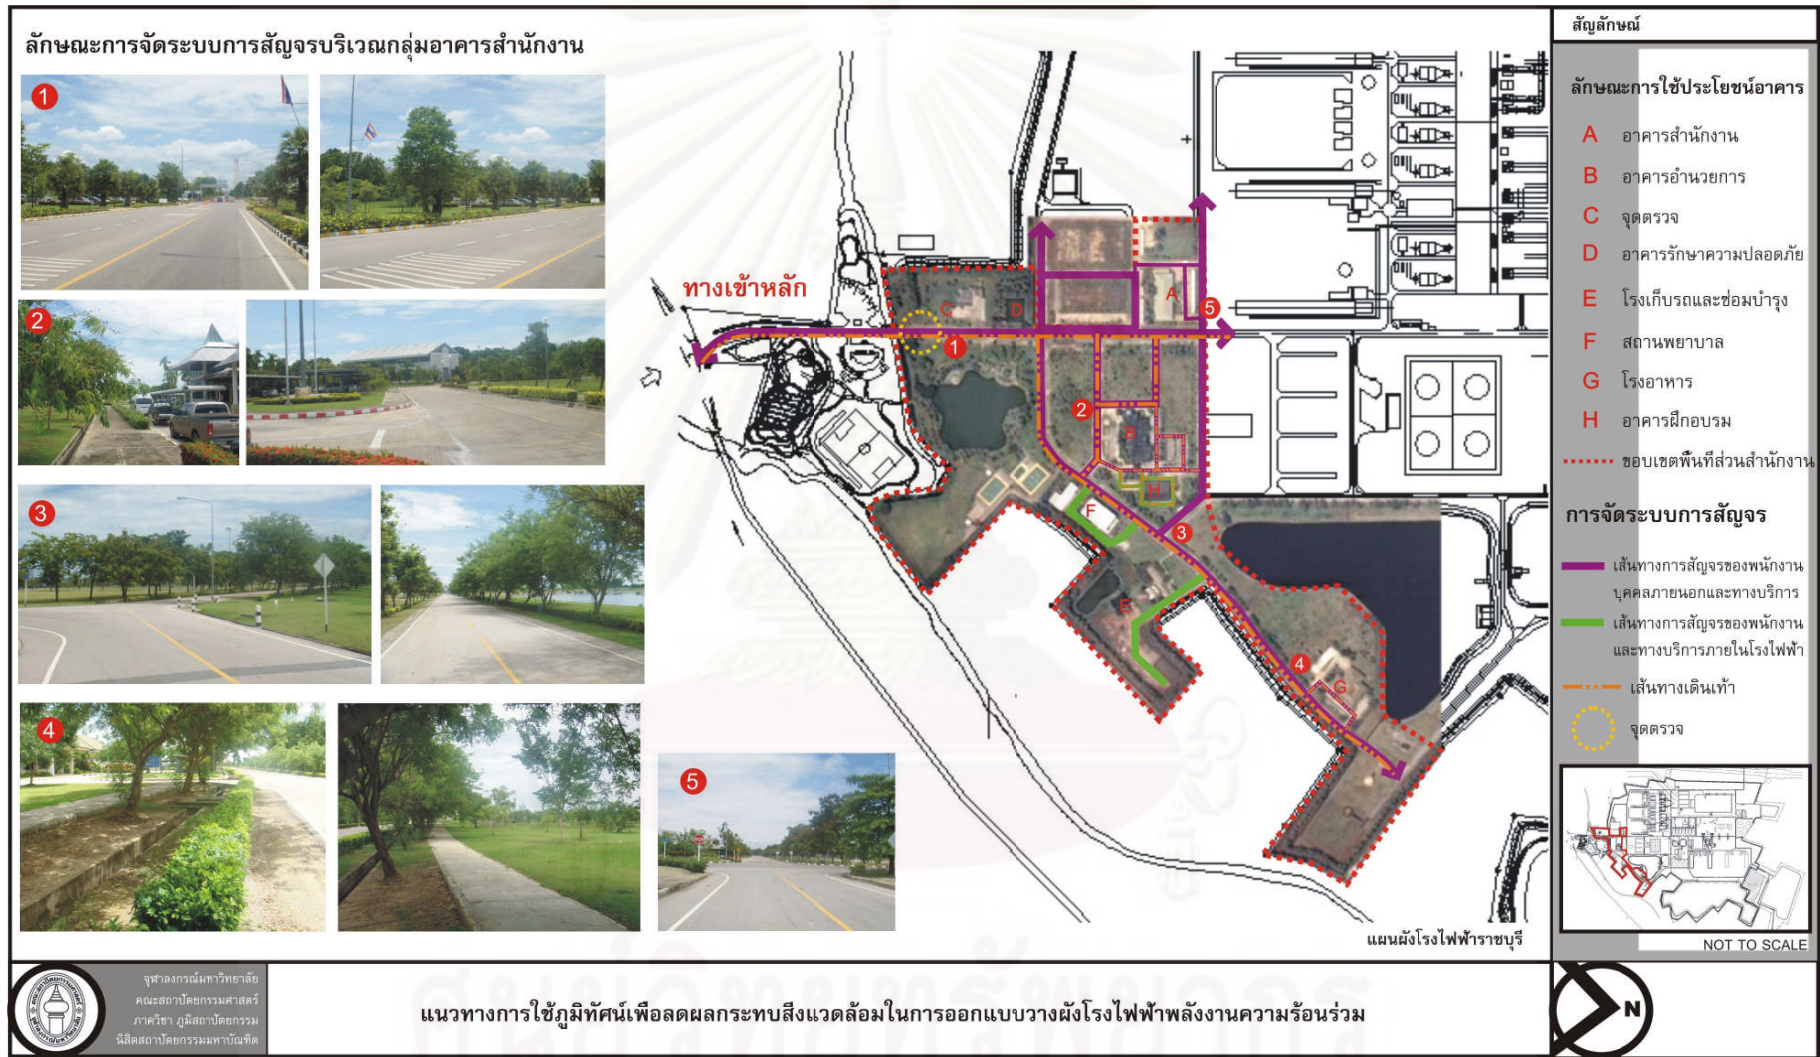 ลักษณะการจัดระบบการสัญจรบริเวณกลุ่มอาคารสำนักงาน
1
2
3
4
5
ทางเข้าหลัก
C
D
A
5
1
2
B
H
F
3
E
4
G
แผนผังโรงไฟฟ้าราชบุรี
สัญลักษณ์
ลักษณะการใช้ประโยชน์อาคาร
A อาคารสำนักงาน
B อาคารอำนวยการ
C จุดตรวจ
D อาคารรักษาความปลอดภัย
E โรงเก็บรถและซ่อมบำรุง
F สถานพยาบาล
G โรงอาหาร
H อาคารฝึกอบรม
ขอบเขตพื้นที่ส่วนสำนักงาน
การจัดระบบการสัญจร
เส้นทางการสัญจรของพนักงาน
บุคคลภายนอกและทางบริการ
เส้นทางการสัญจรของพนักงาน
และทางบริการภายในโรงไฟฟ้า
เส้นทางเดินเท้า
จุดตรวจ
NOT TO SCALE
จุฬาลงกรณ์มหาวิทยาลัย
คณะสถาปัตยกรรมศาสตร์
ภาควิชา ภูมิสถาปัตยกรรม
นิสิตสถาปัตยกรรมมหาบัณฑิต
แนวทางการใช้ภูมิทัศน์เพื่อลดผลกระทบสิ่งแวดล้อมในการออกแบบวางผังโรงไฟฟ้าพลังงานความร้อนร่วม
N
ศูนย์วิทยทรัพยากร